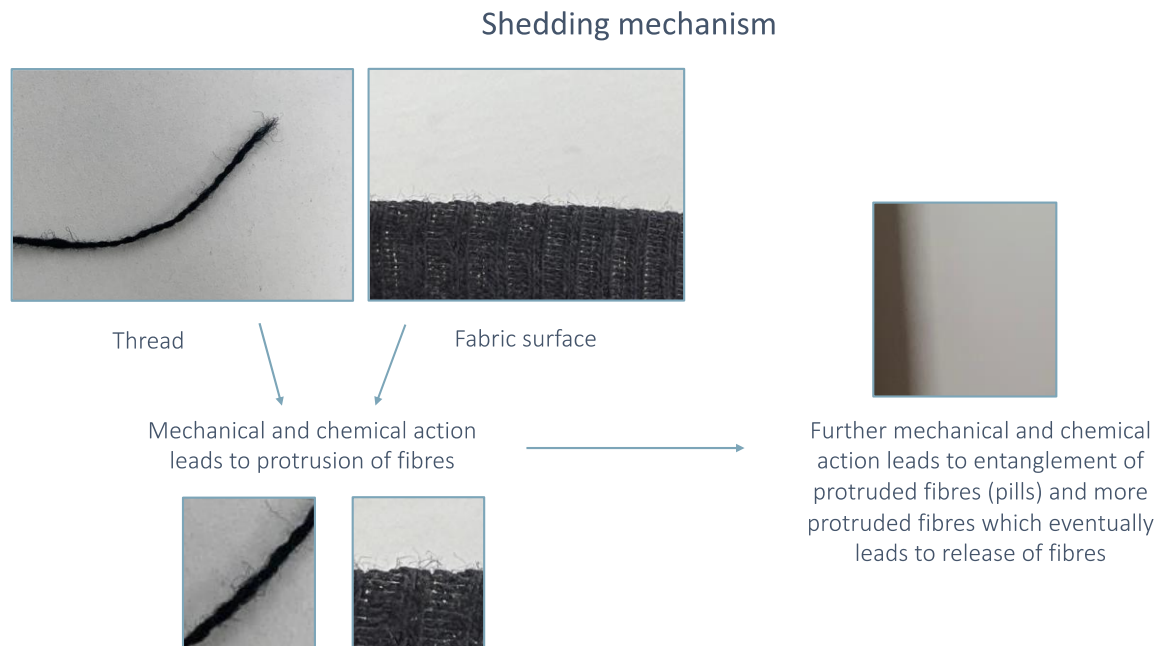 Shedding mechanism
Thread
Fabric surface
Mechanical and chemical action
leads to protrusion of fibres
Further mechanical and chemical
action leads to entanglement of
protruded fibres (pills) and more
protruded fibres which eventually
leads to release of fibres